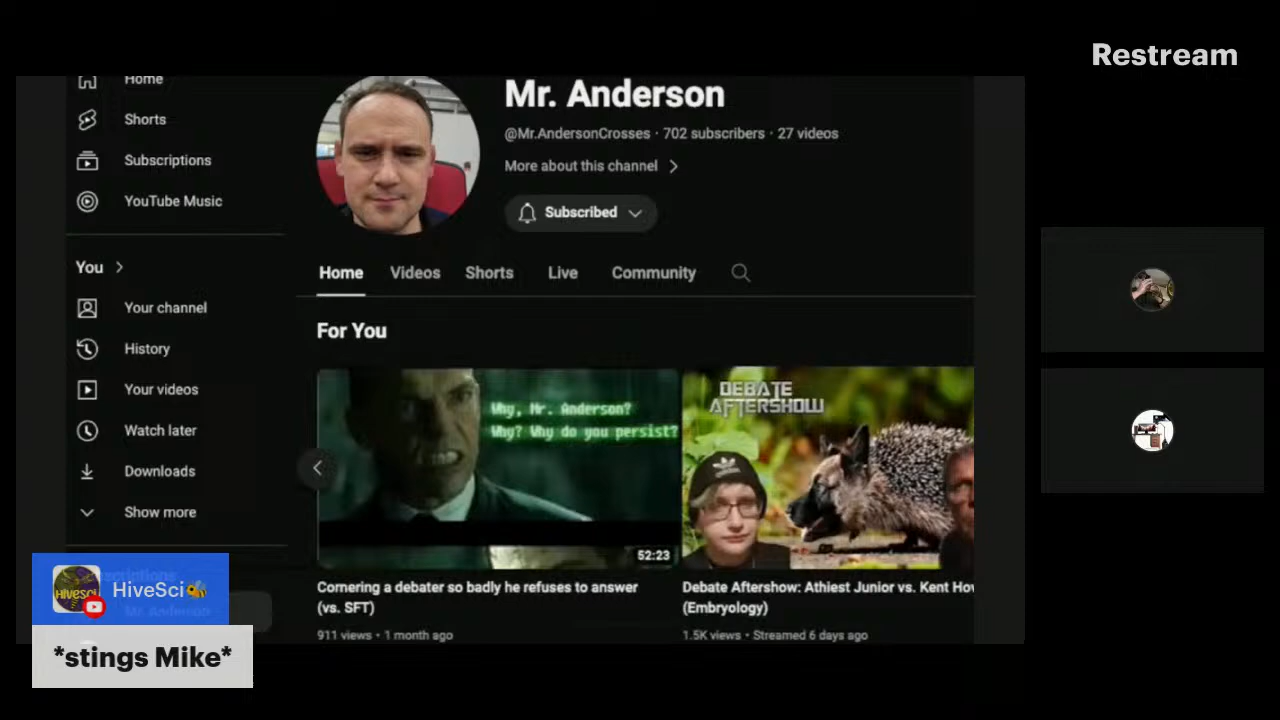 Restream
Home
Shorts
Subscriptions
YouTube Music
You
Your channel
History
Your videos
Watch later
Downloads
Show more
Mr. Anderson
@Mr.AndersonCrosses · 702 subscribers · 27 videos
More about this channel
Subscribed
Home Videos Shorts Live Community
For You
Why, Mr. Anderson?
Why? Why do you persist?
52:23
Cornering a debater so badly he refuses to answer
(vs. SFT)
911 views • 1 month ago
DEBATE
AFTERSHOW
Debate Aftershow: Athiest Junior vs. Kent Hov
(Embryology)
1.5K views • Streamed 6 days ago
HIVESCI
HiveSci
*stings Mike*